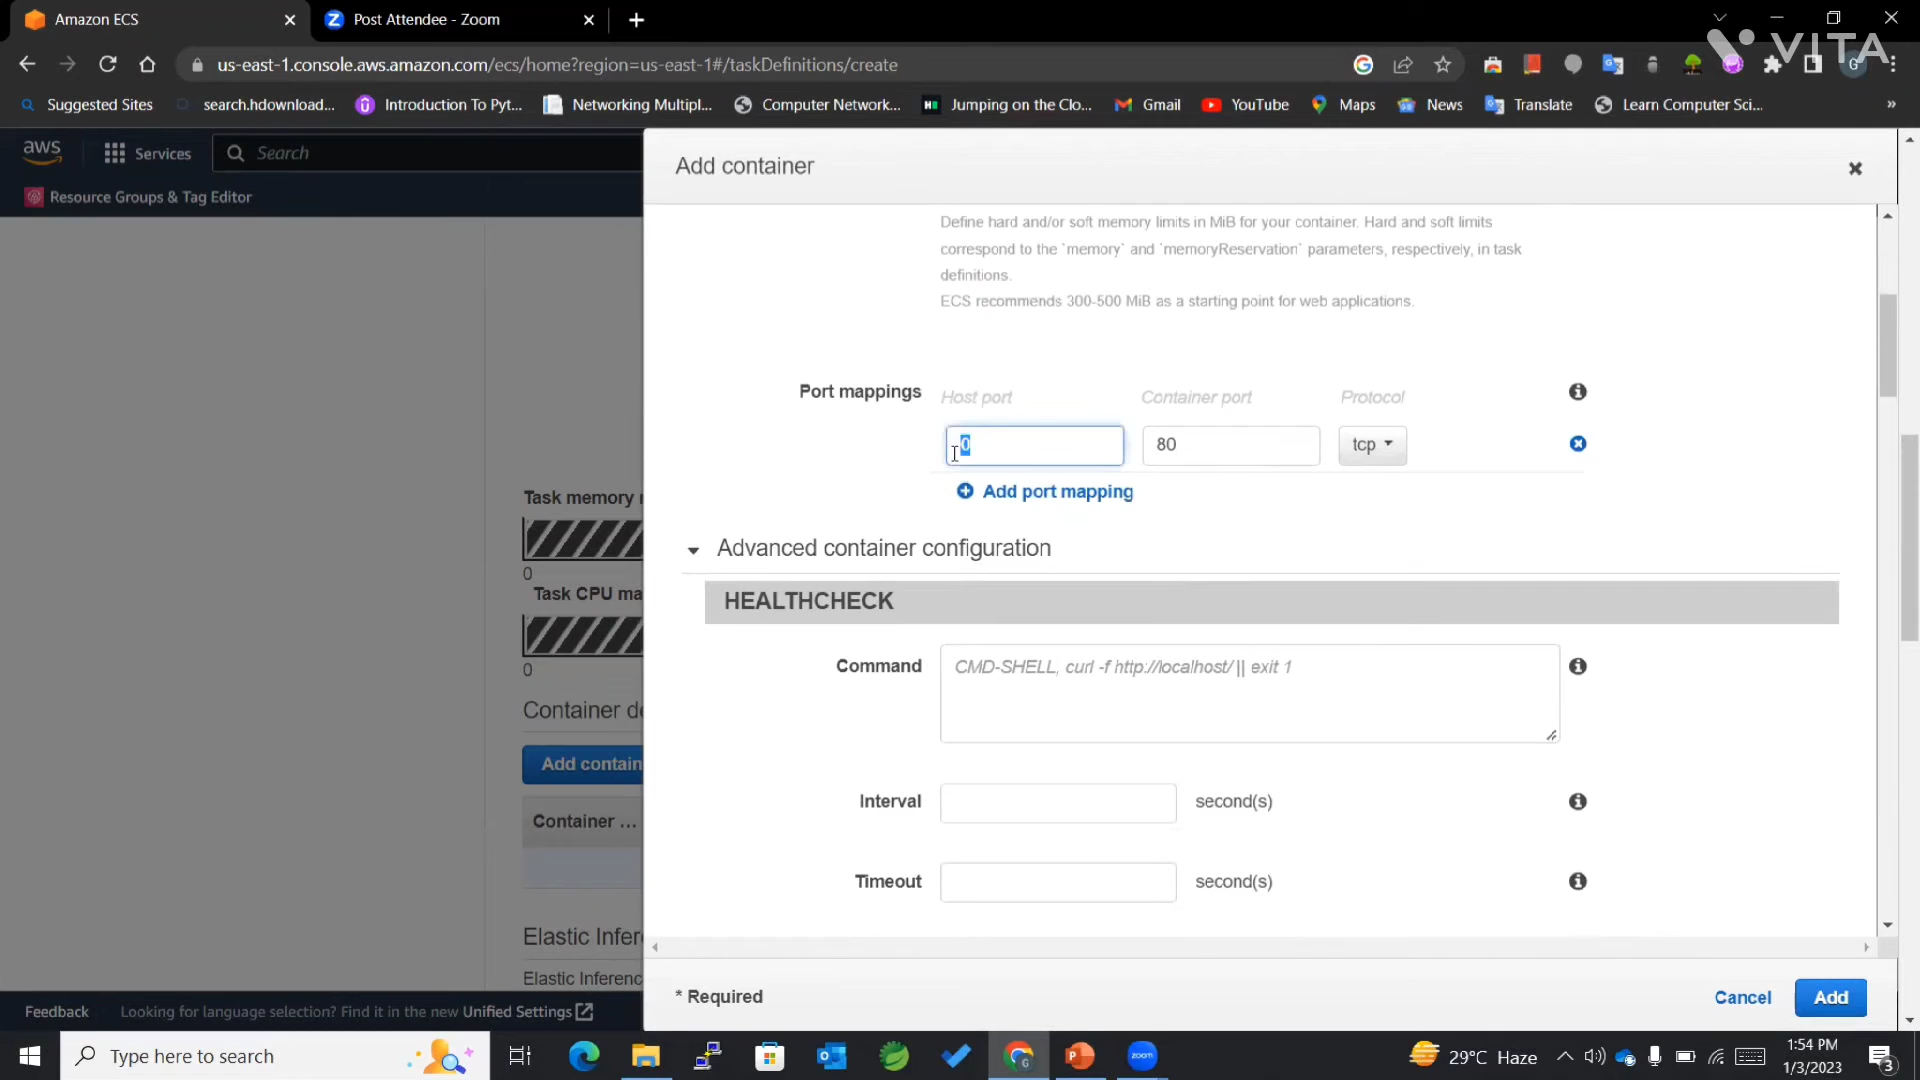 Amazon ECS
Post Attendee - Zoom
VITA
us-east-1.console.aws.amazon.com/ecs/home?region=us-east-1#/taskDefinitions/create
Suggested Sites
search.hdownload...
Introduction To Pyt...
Networking Multipl...
Computer Network...
Jumping on the Clo...
Gmail
YouTube
Maps
News
Translate
Learn Computer Sci...
»
aws
Services
Search
Resource Groups & Tag Editor
Add container
Define hard and/or soft memory limits in MiB for your container. Hard and soft limits
correspond to the `memory` and `memoryReservation` parameters, respectively, in task
definitions.
ECS recommends 300-500 MiB as a starting point for web applications.
Port mappings
Host port
Container port
Protocol
0
80
tcp
Add port mapping
Advanced container configuration
HEALTHCHECK
Command
CMD-SHELL, curl -f http://localhost/ || exit 1
Interval
second(s)
Timeout
second(s)
Task memory
0
Task CPU ma
0
Container de
Add contain
Container ...
Elastic Infer
Elastic Inferenc
* Required
Cancel
Add
Feedback
Looking for language selection? Find it in the new Unified Settings
Type here to search
29°C Haze
1:54 PM
1/3/2023
3